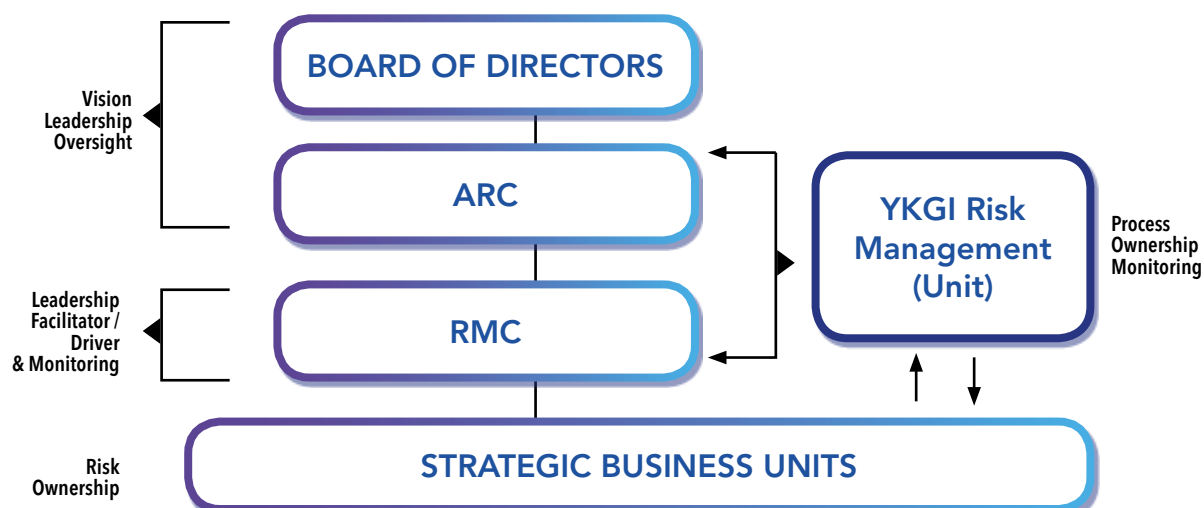 BOARD OF DIRECTORS
Vision
Leadership
Oversight
ARC
YKGI Risk
Management
(Unit)
Process
Ownership
Monitoring
Leadership
Facilitator /
Driver
& Monitoring
RMC
STRATEGIC BUSINESS UNITS
Risk
Ownership